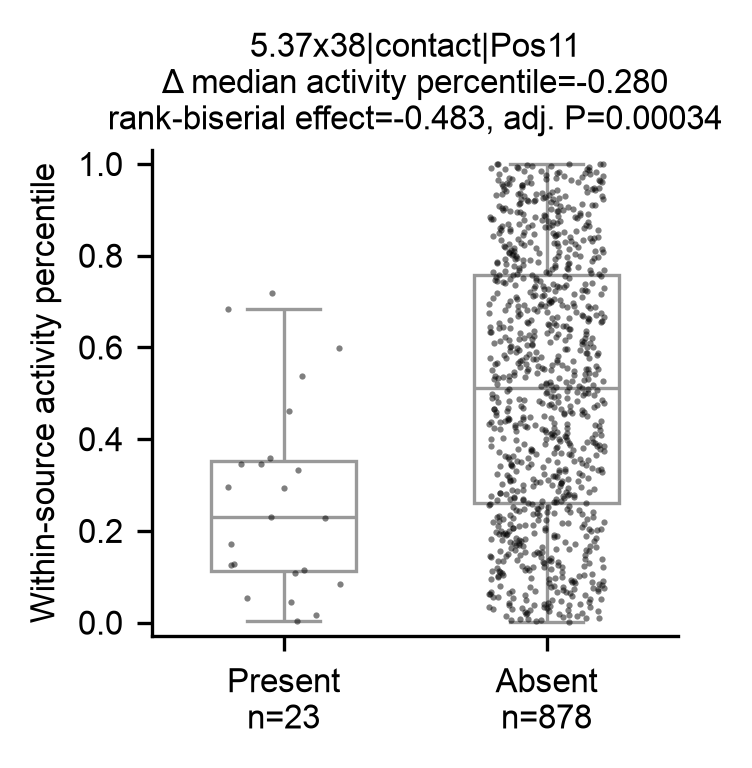 5.37x38|contact|Pos11
Δ median activity percentile=-0.280
rank-biserial effect=-0.483, adj. P=0.00034
Within-source activity percentile
1.0
0.8
0.6
0.4
0.2
0.0
Present
n=23
Absent
n=878